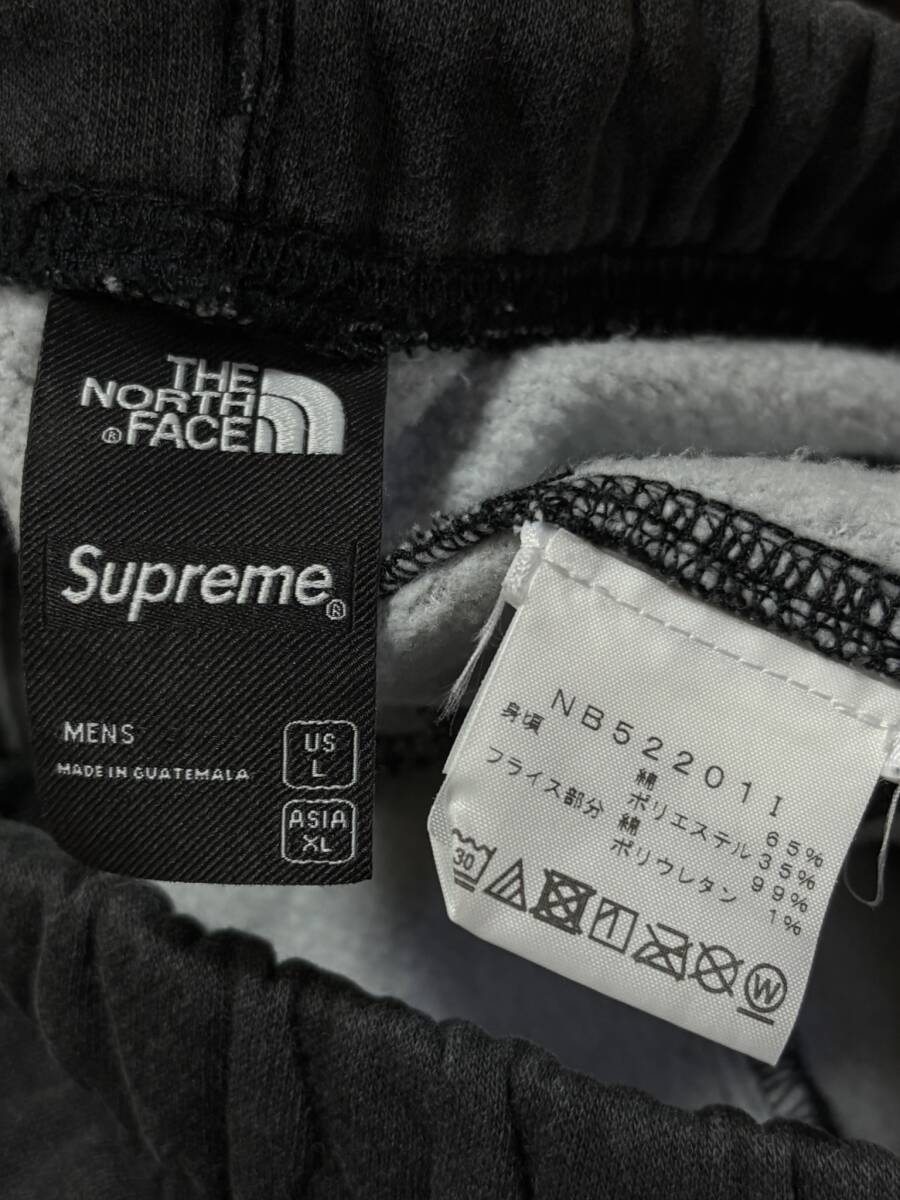 THE
NORTH
® FACE
Supreme®
MENS
MADE IN GUATEMALA
US
L
ASIA
XL
NB52201I
身頃 綿 65%
ポリエステル 35%
フライス部分 綿 99%
ポリウレタン 1%
30
W